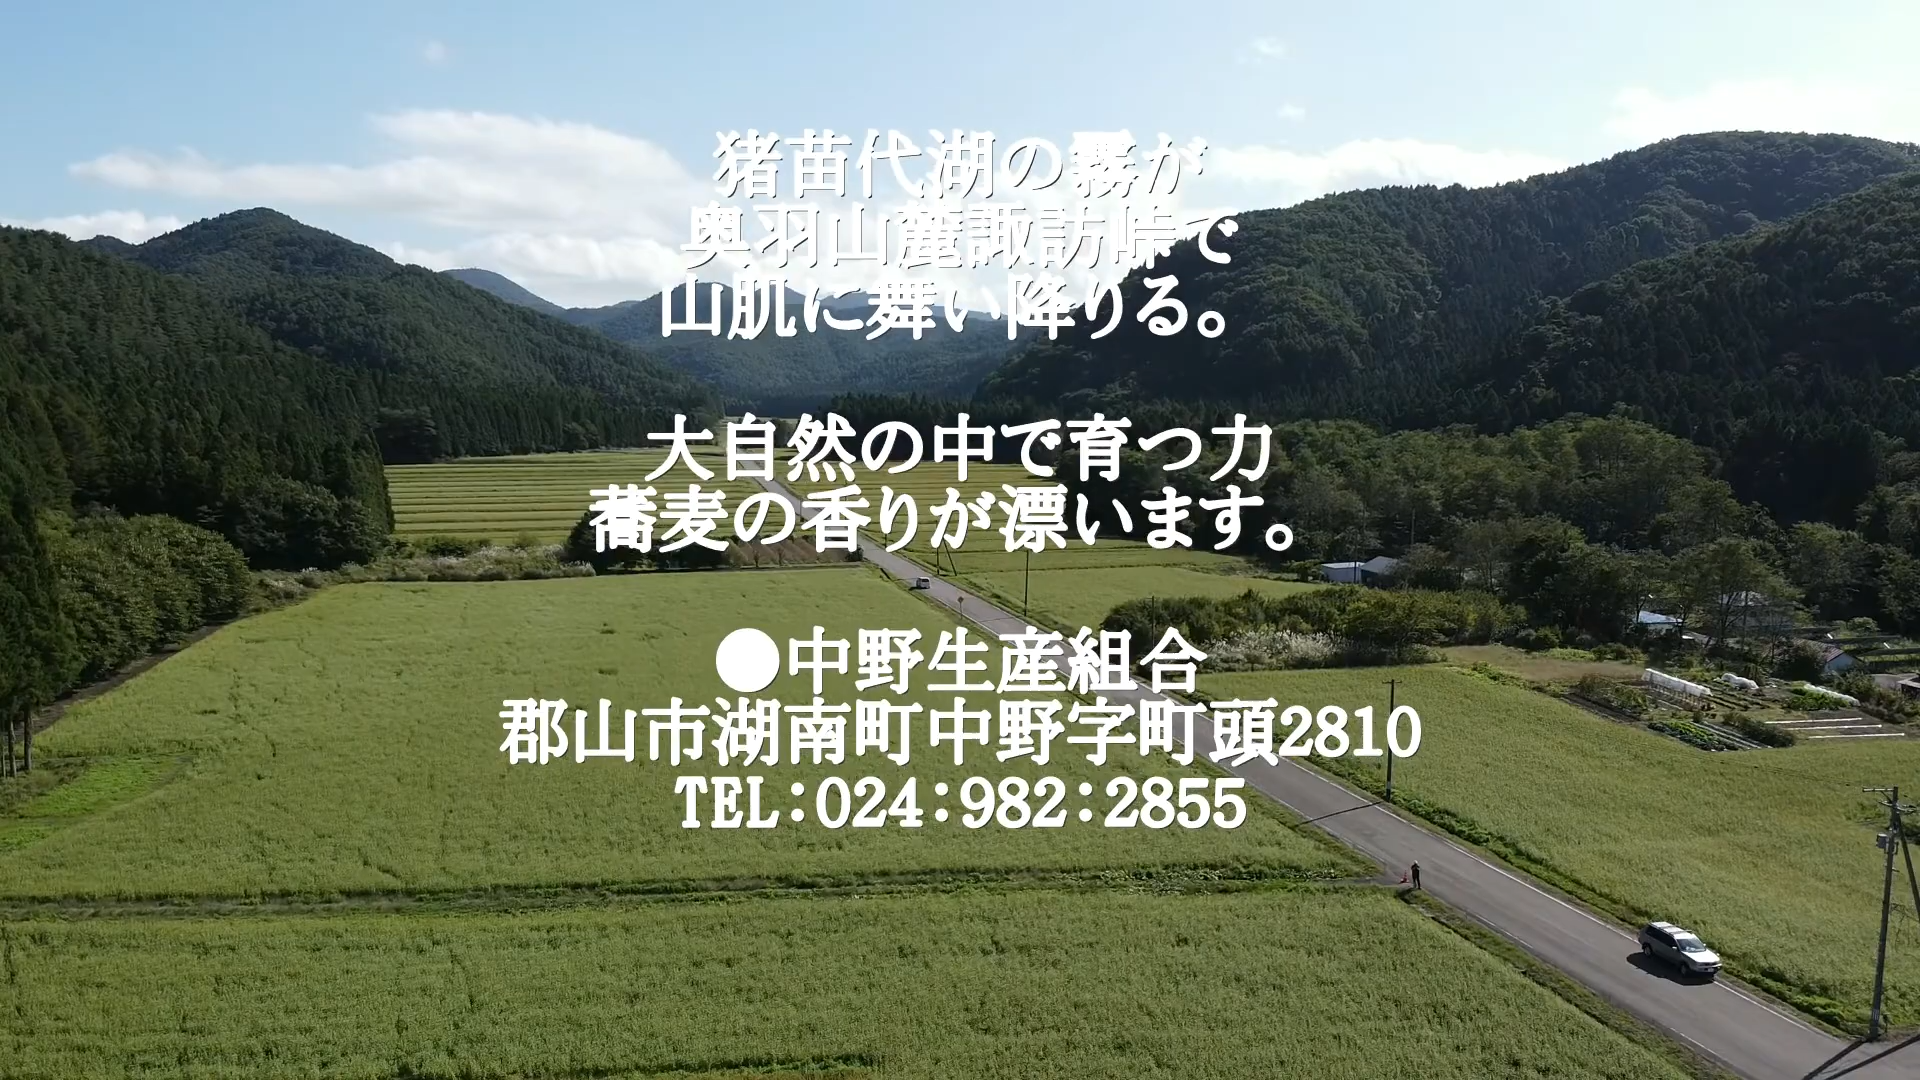 猪苗代湖の霧が
奥羽山麓諏訪峠で
山肌に舞い降りる。
大自然の中で育つ力
蕎麦の香りが漂います。
●中野生産組合
郡山市湖南町中野字町頭2810
TEL:024:982:2855